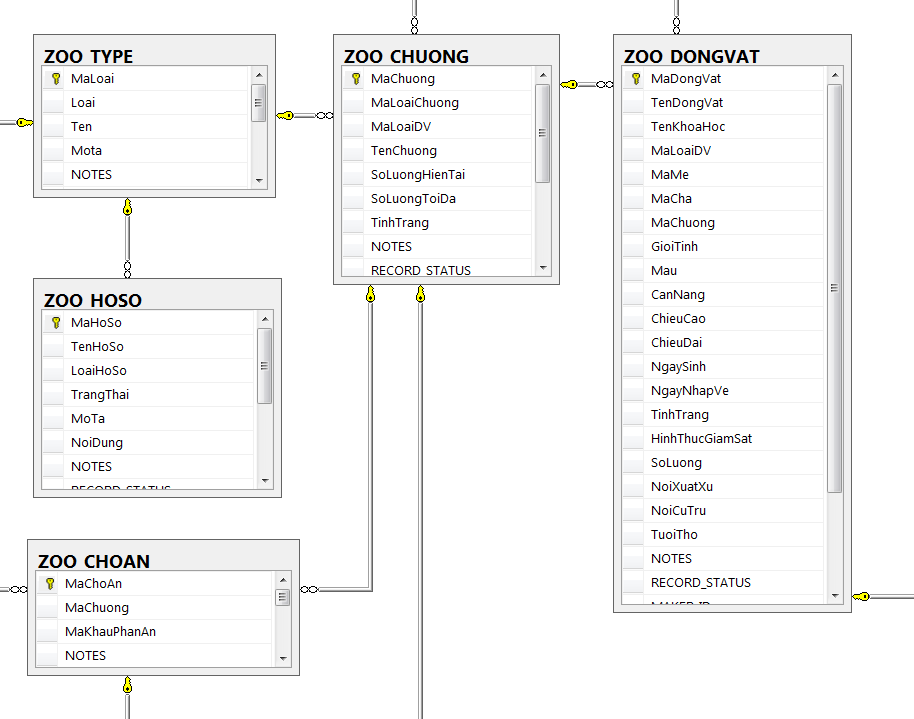 ZOO_TYPE
MaLoai
Loai
Ten
Mota
NOTES
ZOO_CHUONG
MaChuong
MaLoaiChuong
MaLoaiDV
TenChuong
SoLuongHienTai
SoLuongToiDa
TinhTrang
NOTES
RECORD_STATUS
ZOO_DONGVAT
MaDongVat
TenDongVat
TenKhoaHoc
MaLoaiDV
MaMe
MaCha
MaChuong
GioiTinh
Mau
CanNang
ChieuCao
ChieuDai
NgaySinh
NgayNhapVe
TinhTrang
HinhThucGiamSat
SoLuong
NoiXuatXu
NoiCuTru
TuoiTho
NOTES
RECORD_STATUS
MAKER_ID
ZOO_HOSO
MaHoSo
TenHoSo
LoaiHoSo
TrangThai
MoTa
NoiDung
NOTES
RECORD_STATUS
ZOO_CHOAN
MaChoAn
MaChuong
MaKhauPhanAn
NOTES